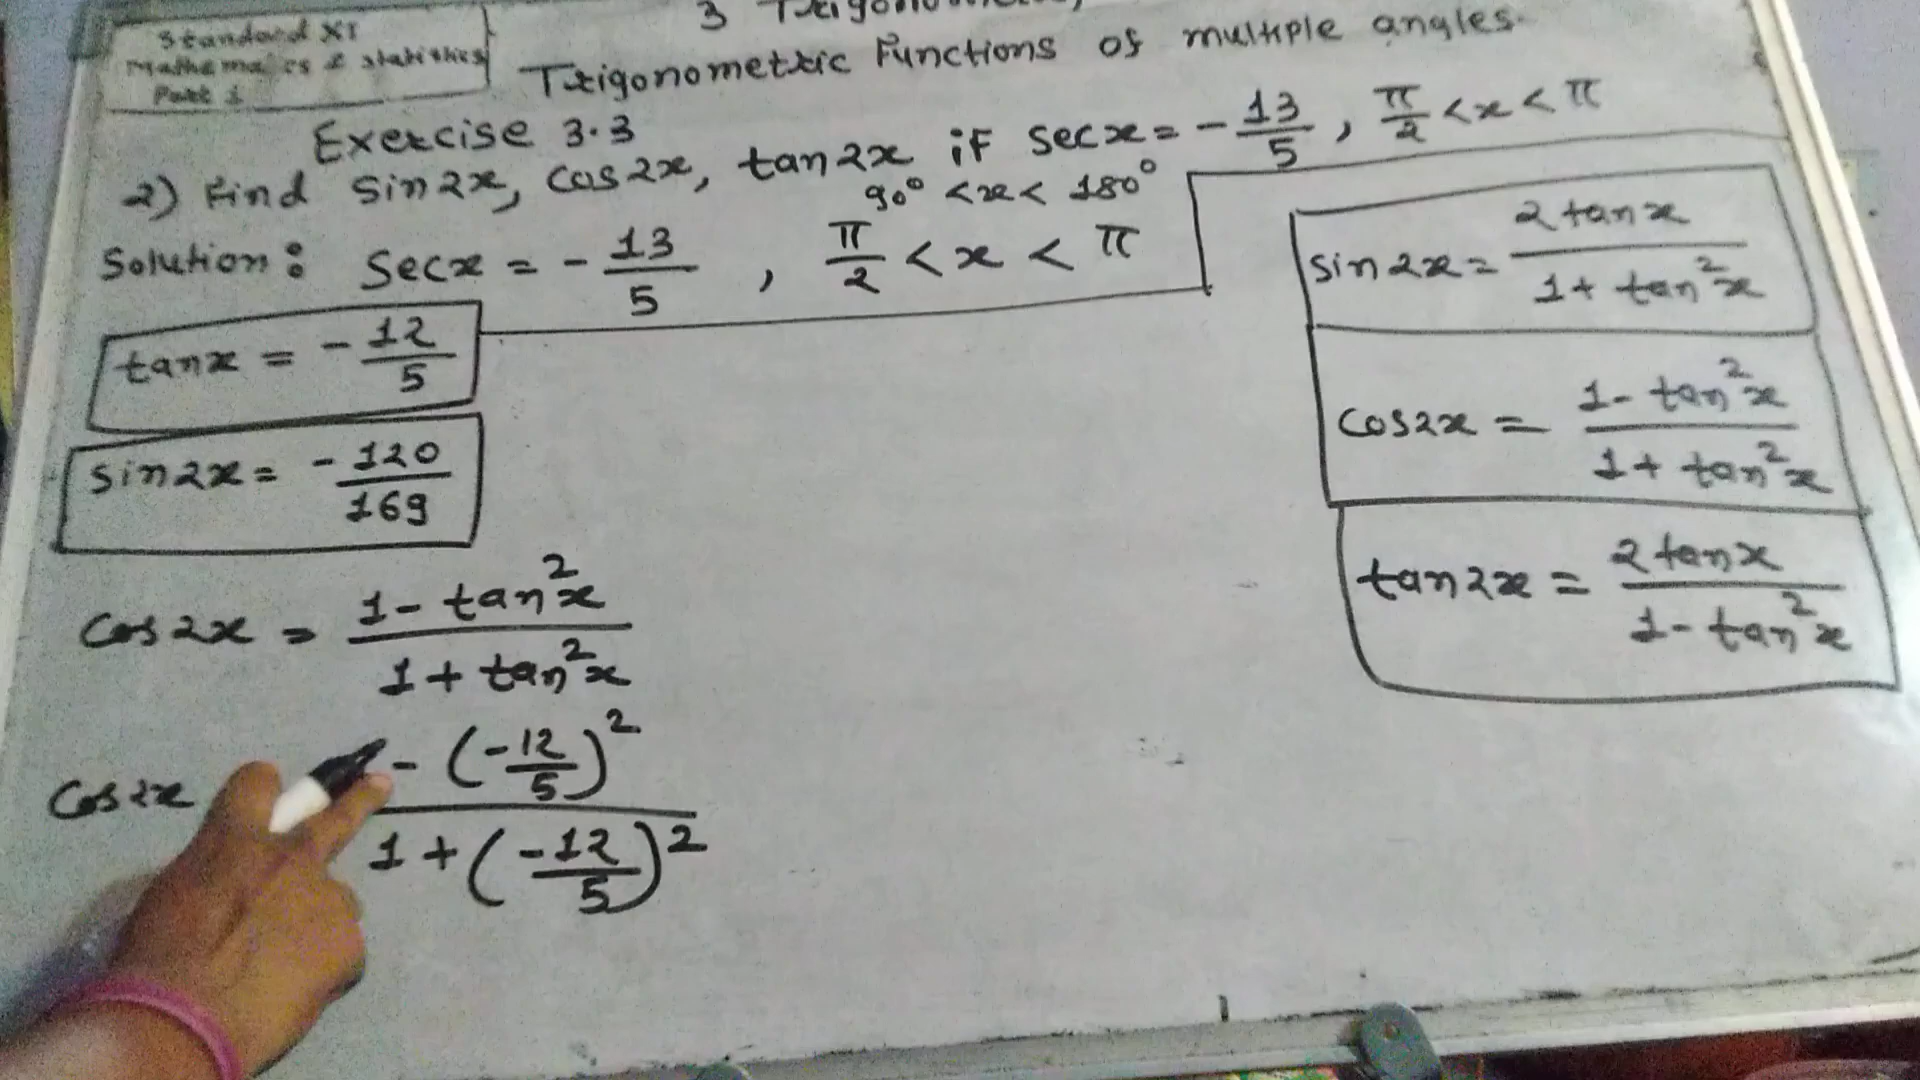 Standard XI
Mathematics & statistics
Part 1
3 Trigonometry
Trigonometric Functions of multiple angles.
Exercise 3.3
2) Find sin2x, cos2x, tan2x if secx = -13/5, π/2 < x < π
90° < x < 180°
Solution: Secx = -13/5, π/2 < x < π
tanx = -12/5
sin2x = -120/169
cos2x = (1 - tan²x)/(1 + tan²x)
cos2x - (-12/5)²
1 + (-12/5)²
sin2x = 2tanx/(1 + tan²x)
cos2x = (1 - tan²x)/(1 + tan²x)
tan2x = 2tanx/(1 - tan²x)